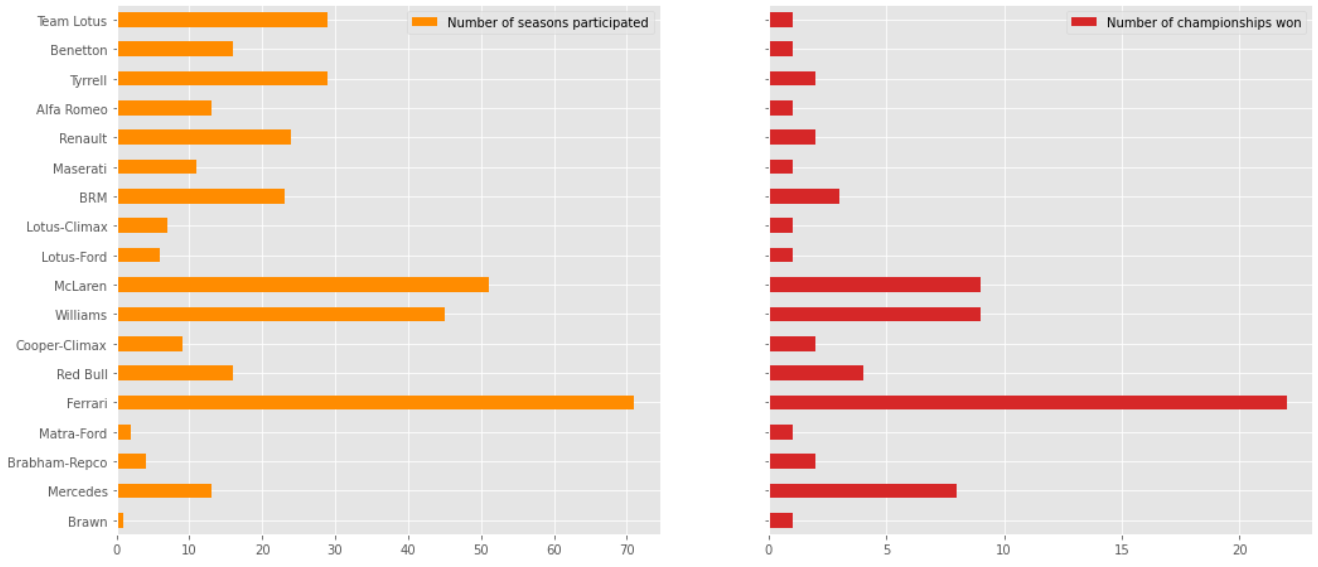 Team Lotus
Benetton
Tyrrell
Alfa Romeo
Renault
Maserati
BRM
Lotus-Climax
Lotus-Ford
McLaren
Williams
Cooper-Climax
Red Bull
Ferrari
Matra-Ford
Brabham-Repco
Mercedes
Brawn
0 10 20 30 40 50 60 70
Number of seasons participated
Number of championships won
0 5 10 15 20